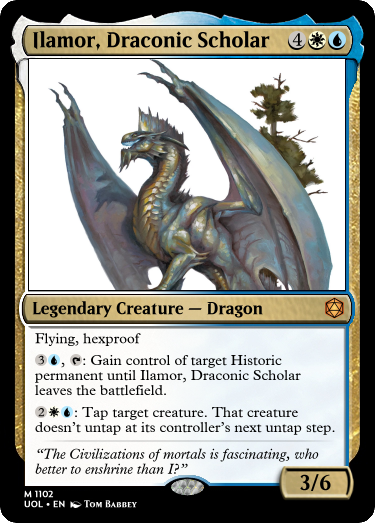 Ilamor, Draconic Scholar 4
Legendary Creature — Dragon
Flying, hexproof
3, : Gain control of target Historic
permanent until Ilamor, Draconic Scholar
leaves the battlefield.
2: Tap target creature. That creature
doesn't untap at its controller's next untap step.
“The Civilizations of mortals is fascinating, who
better to enshrine than I?”
3/6
M 1102
UOL • EN Tom Babbey